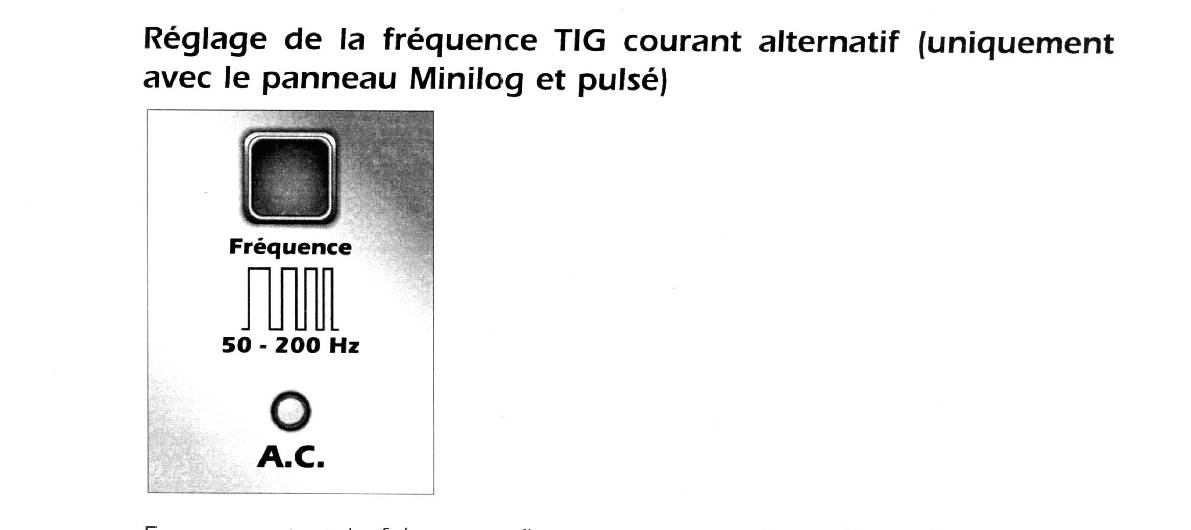 Réglage de la fréquence TIG courant alternatif (uniquement
avec le panneau Minilog et pulsé)
Fréquence
50 - 200 Hz
A.C.